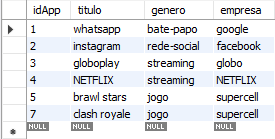 idApp titulo genero empresa
1 whatsapp bate-papo google
2 instagram rede-social facebook
3 globoplay streaming globo
4 NETFLIX streaming NETFLIX
5 brawl stars jogo supercell
7 clash royale jogo supercell
NULL NULL NULL NULL